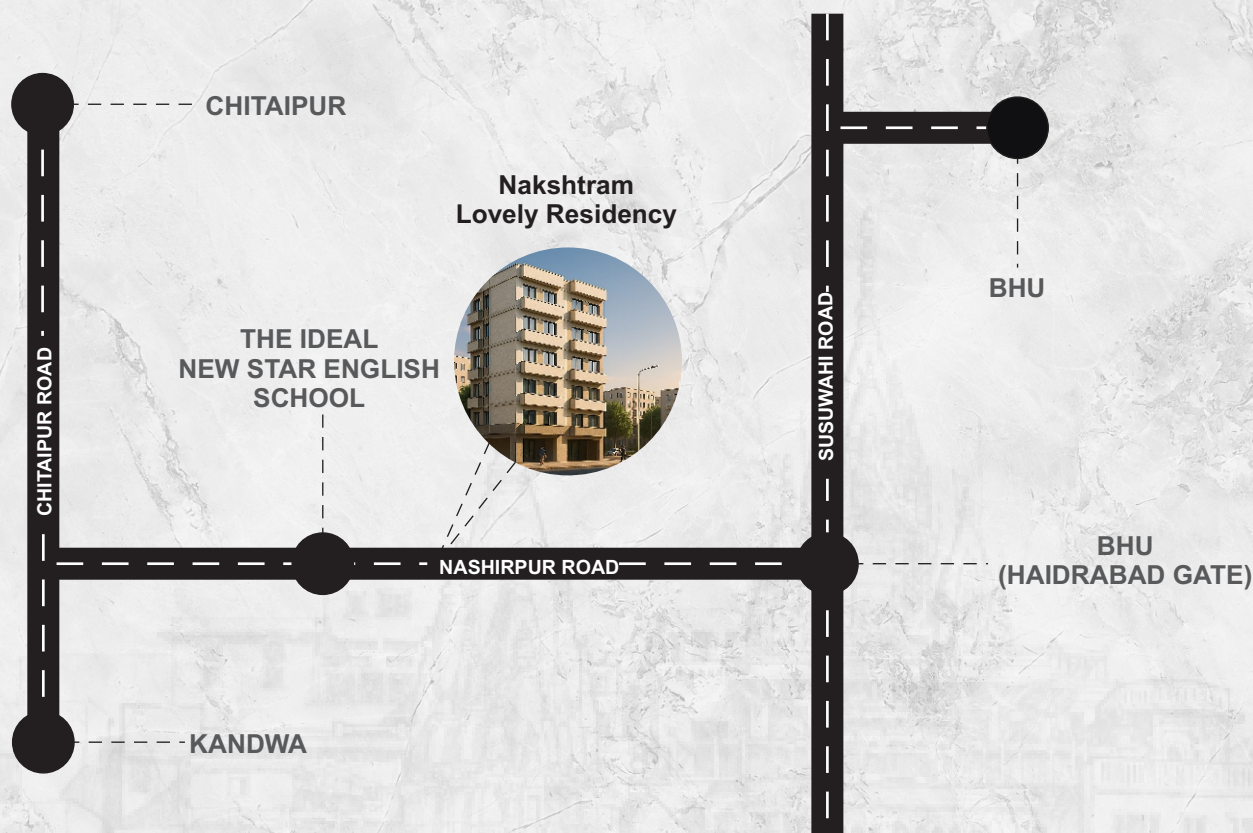 CHITAIPUR
Nakshtram
Lovely Residency
BHU
THE IDEAL
NEW STAR ENGLISH
SCHOOL
CHITAIPUR ROAD
SUSUWAHI ROAD
NASHIRPUR ROAD
BHU
(HAIDRABAD GATE)
KANDWA